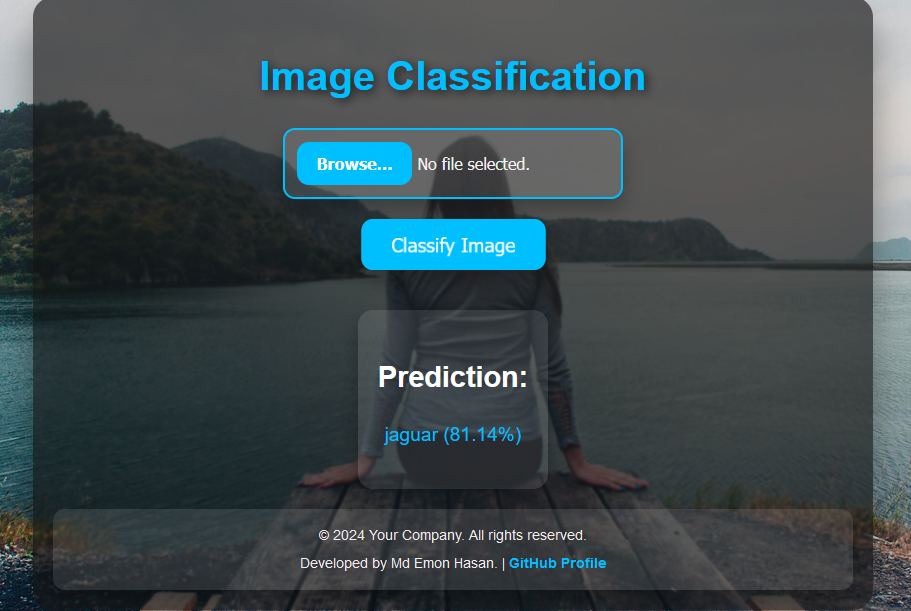 Image Classification
Browse... No file selected.
Classify Image
Prediction:
jaguar (81.14%)
© 2024 Your Company. All rights reserved.
Developed by Md Emon Hasan. | GitHub Profile